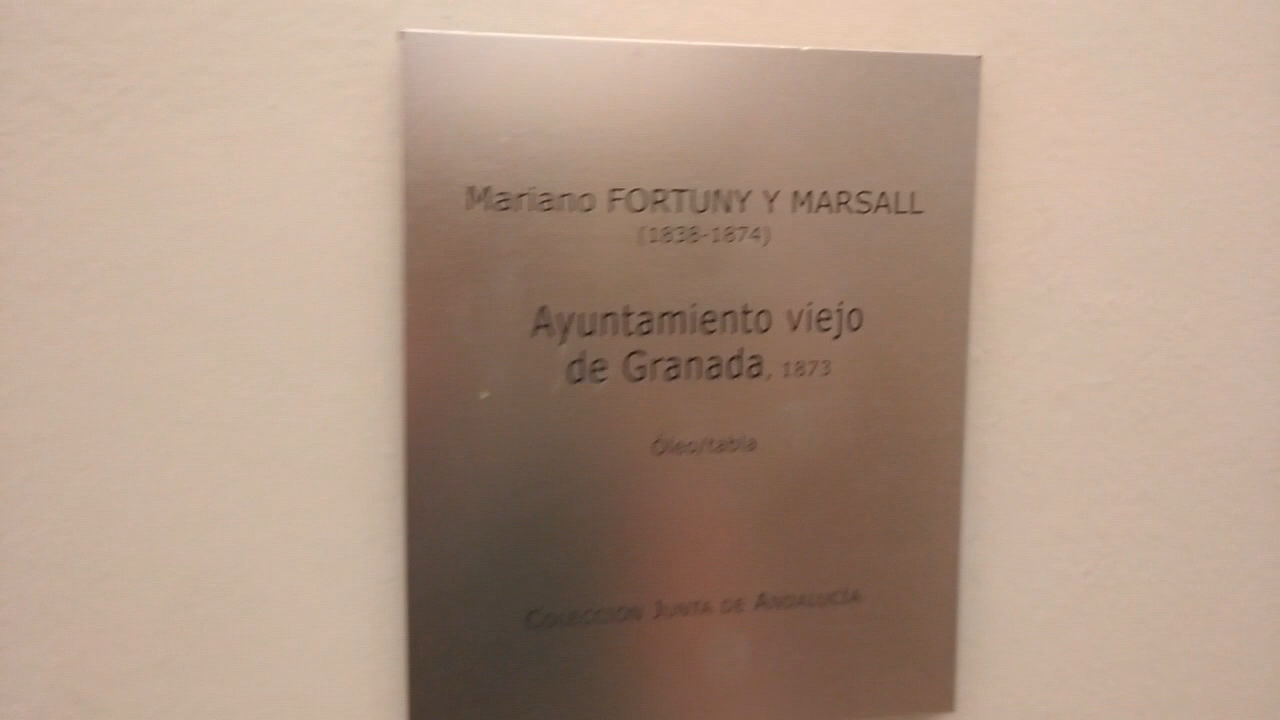 Mariano FORTUNY Y MARSALL
(1838-1874)
Ayuntamiento viejo
de Granada, 1873
Óleo/tabla
COLECCIÓN JUNTA DE ANDALUCÍA